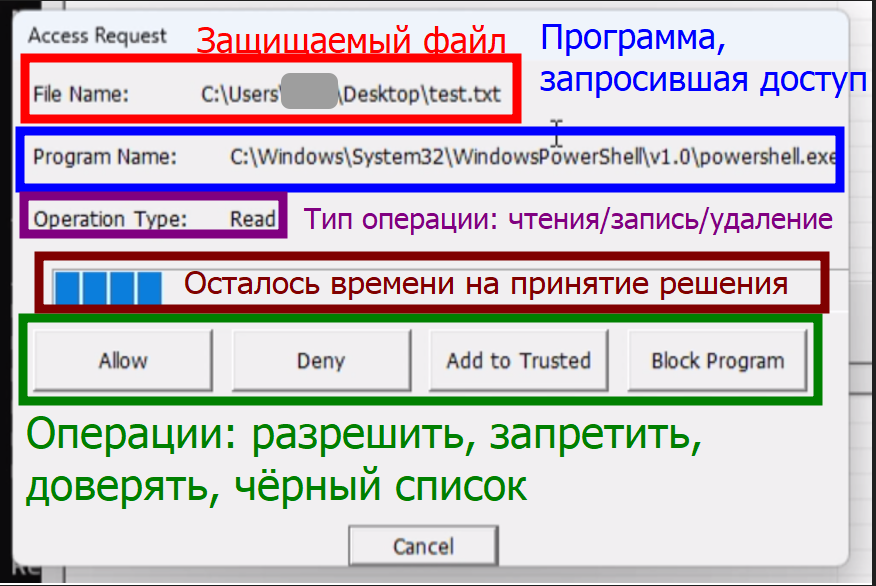 Access Request
Защищаемый файл
Программа,
запросившая доступ
File Name: C:\Users\ \Desktop\test.txt
Program Name: C:\Windows\System32\WindowsPowerShell\v1.0\powershell.exe
Operation Type: Read
Тип операции: чтения/запись/удаление
Осталось времени на принятие решения
Allow Deny Add to Trusted Block Program
Операции: разрешить, запретить,
доверять, чёрный список
Cancel